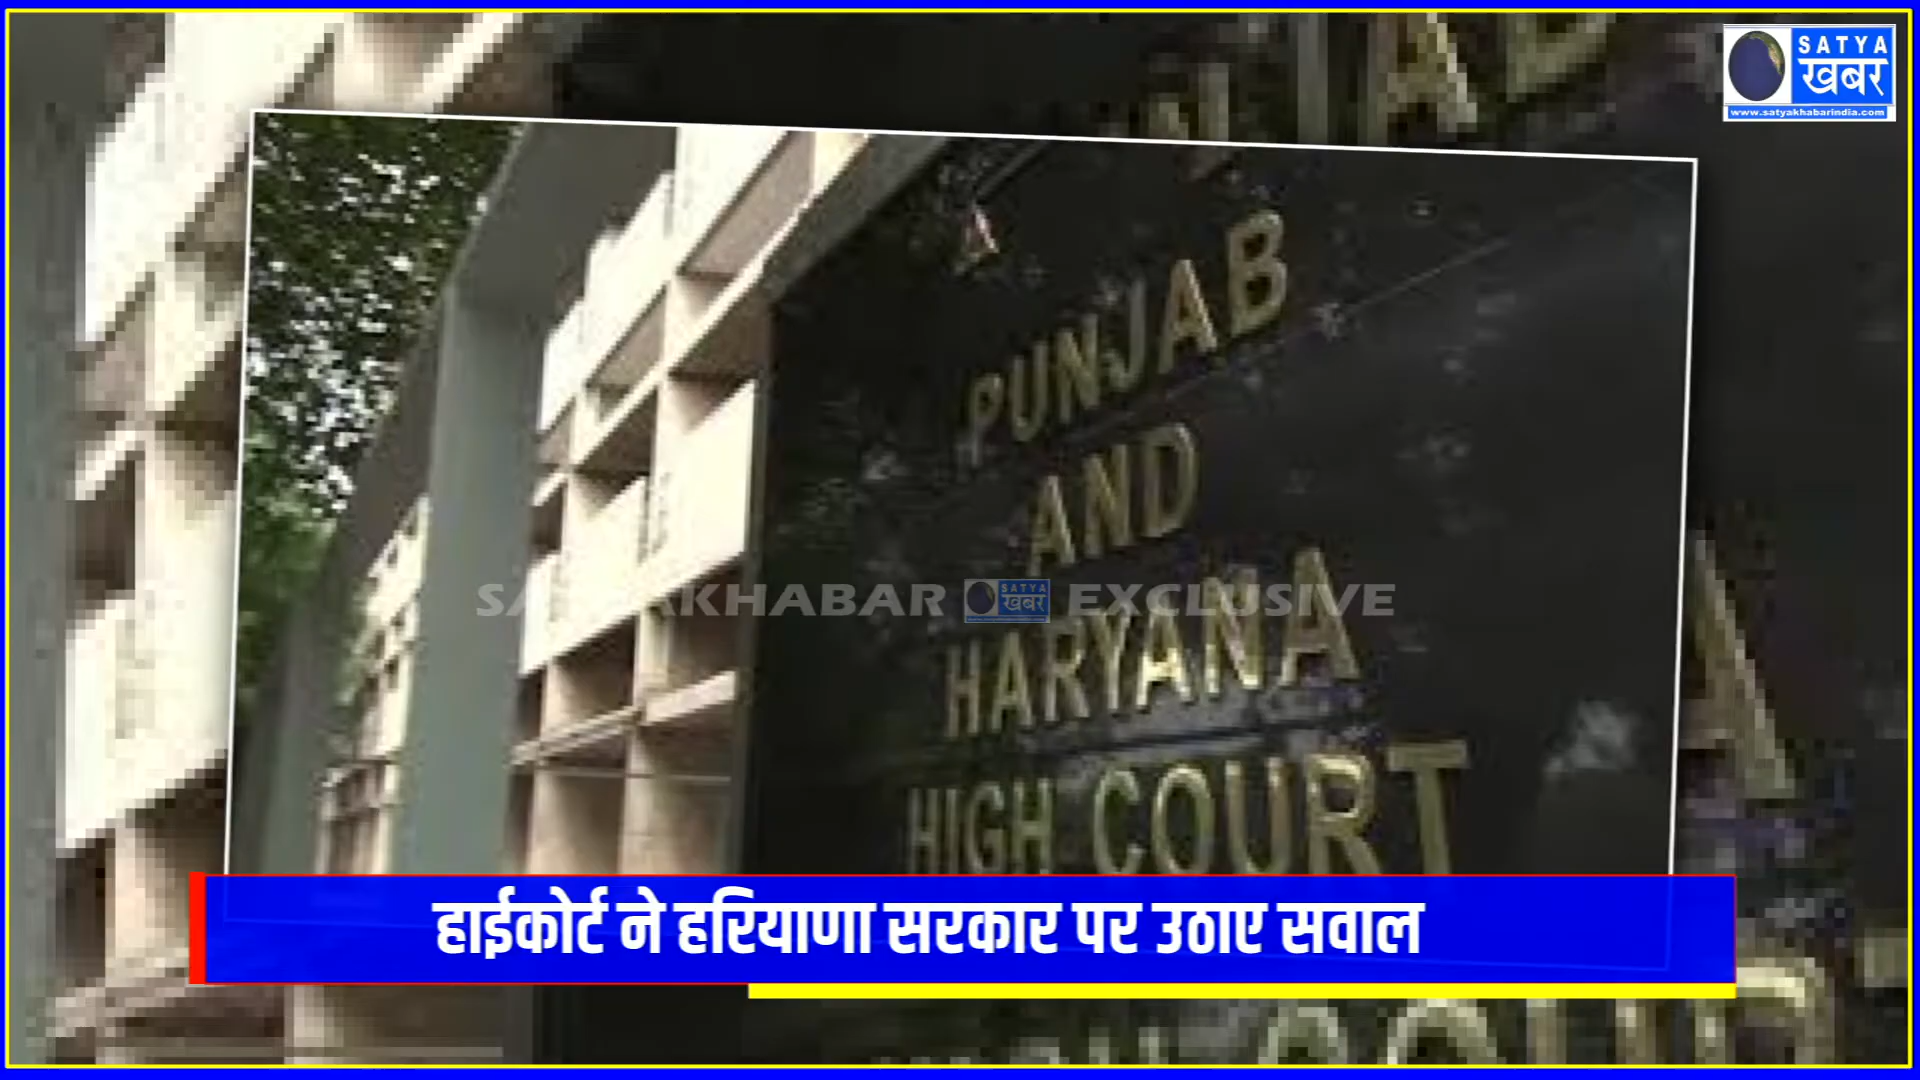 SATYA
खबर
www.satyakhabarindia.com
PUNJAB
AND
HARYANA
HIGH COURT
SATYAKHABAR SATYA खबर EXCLUSIVE
हाईकोर्ट ने हरियाणा सरकार पर उठाए सवाल